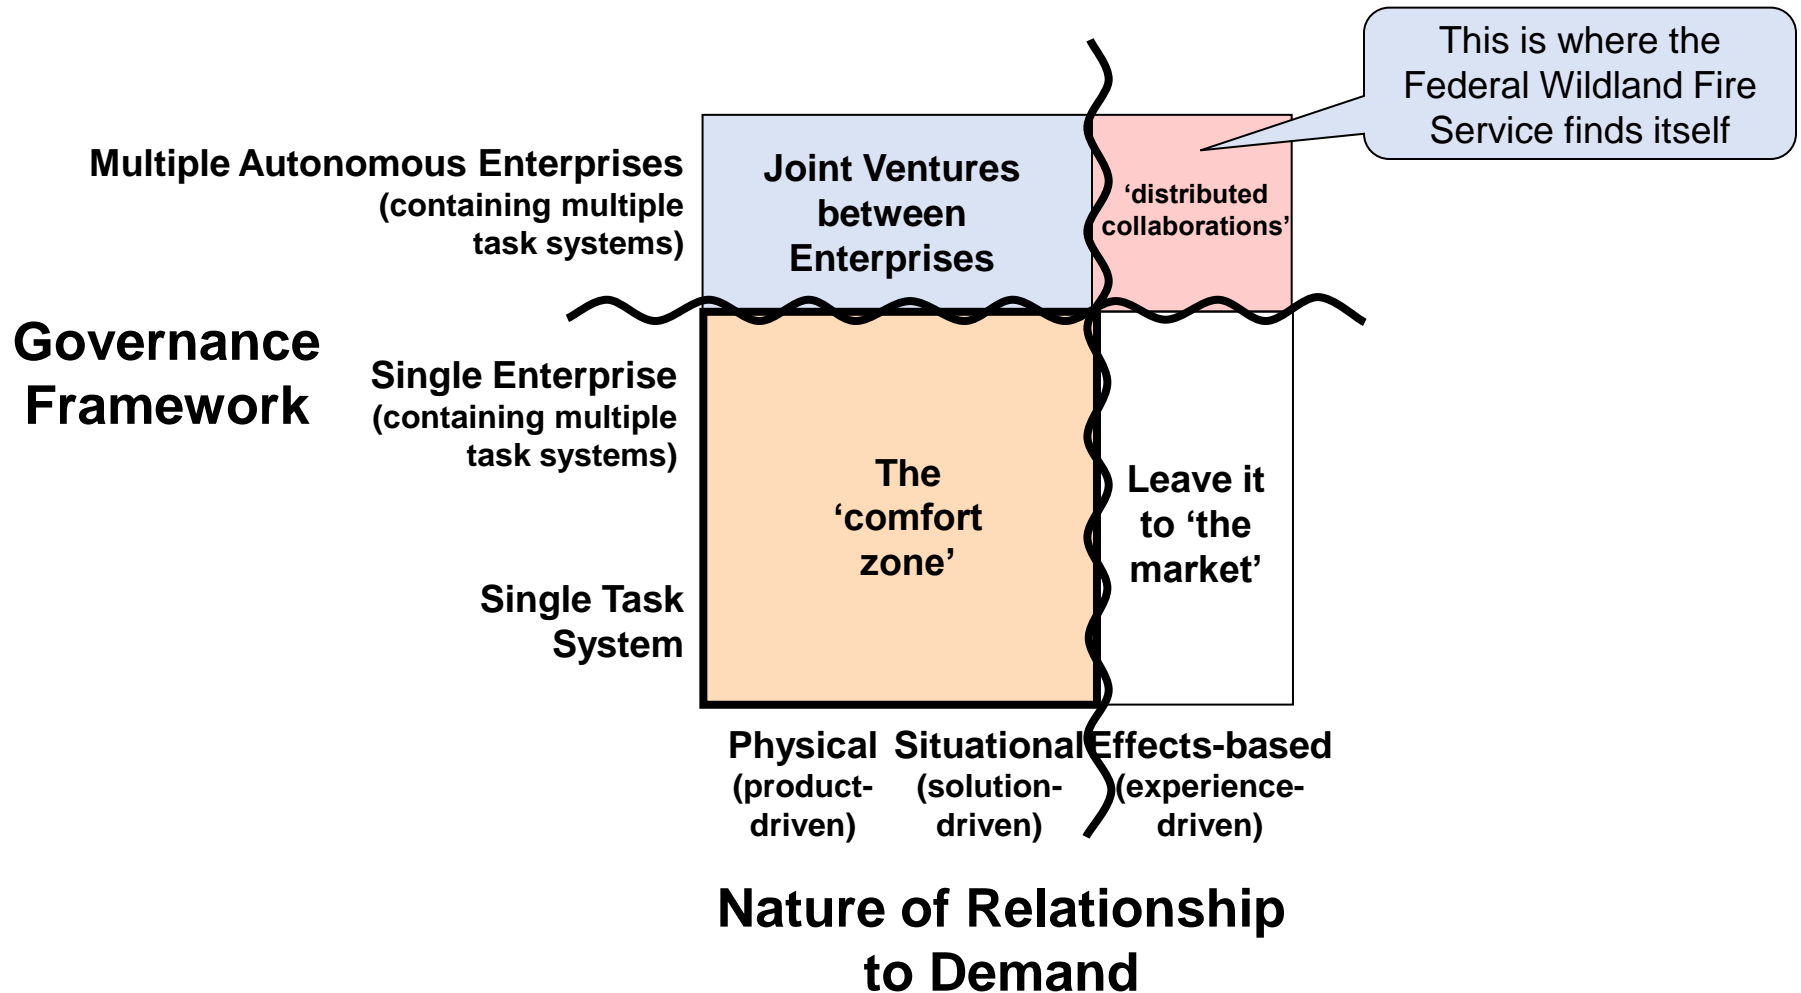 This is where the
Federal Wildland Fire
Service finds itself
Multiple Autonomous Enterprises
(containing multiple
task systems)
Joint Ventures
between
Enterprises
‘distributed
collaborations’
Governance
Framework
Single Enterprise
(containing multiple
task systems)
The
‘comfort
zone’
Leave it
to ‘the
market’
Single Task
System
Physical
(product-
driven)
Situational
(solution-
driven)
Effects-based
(experience-
driven)
Nature of Relationship
to Demand